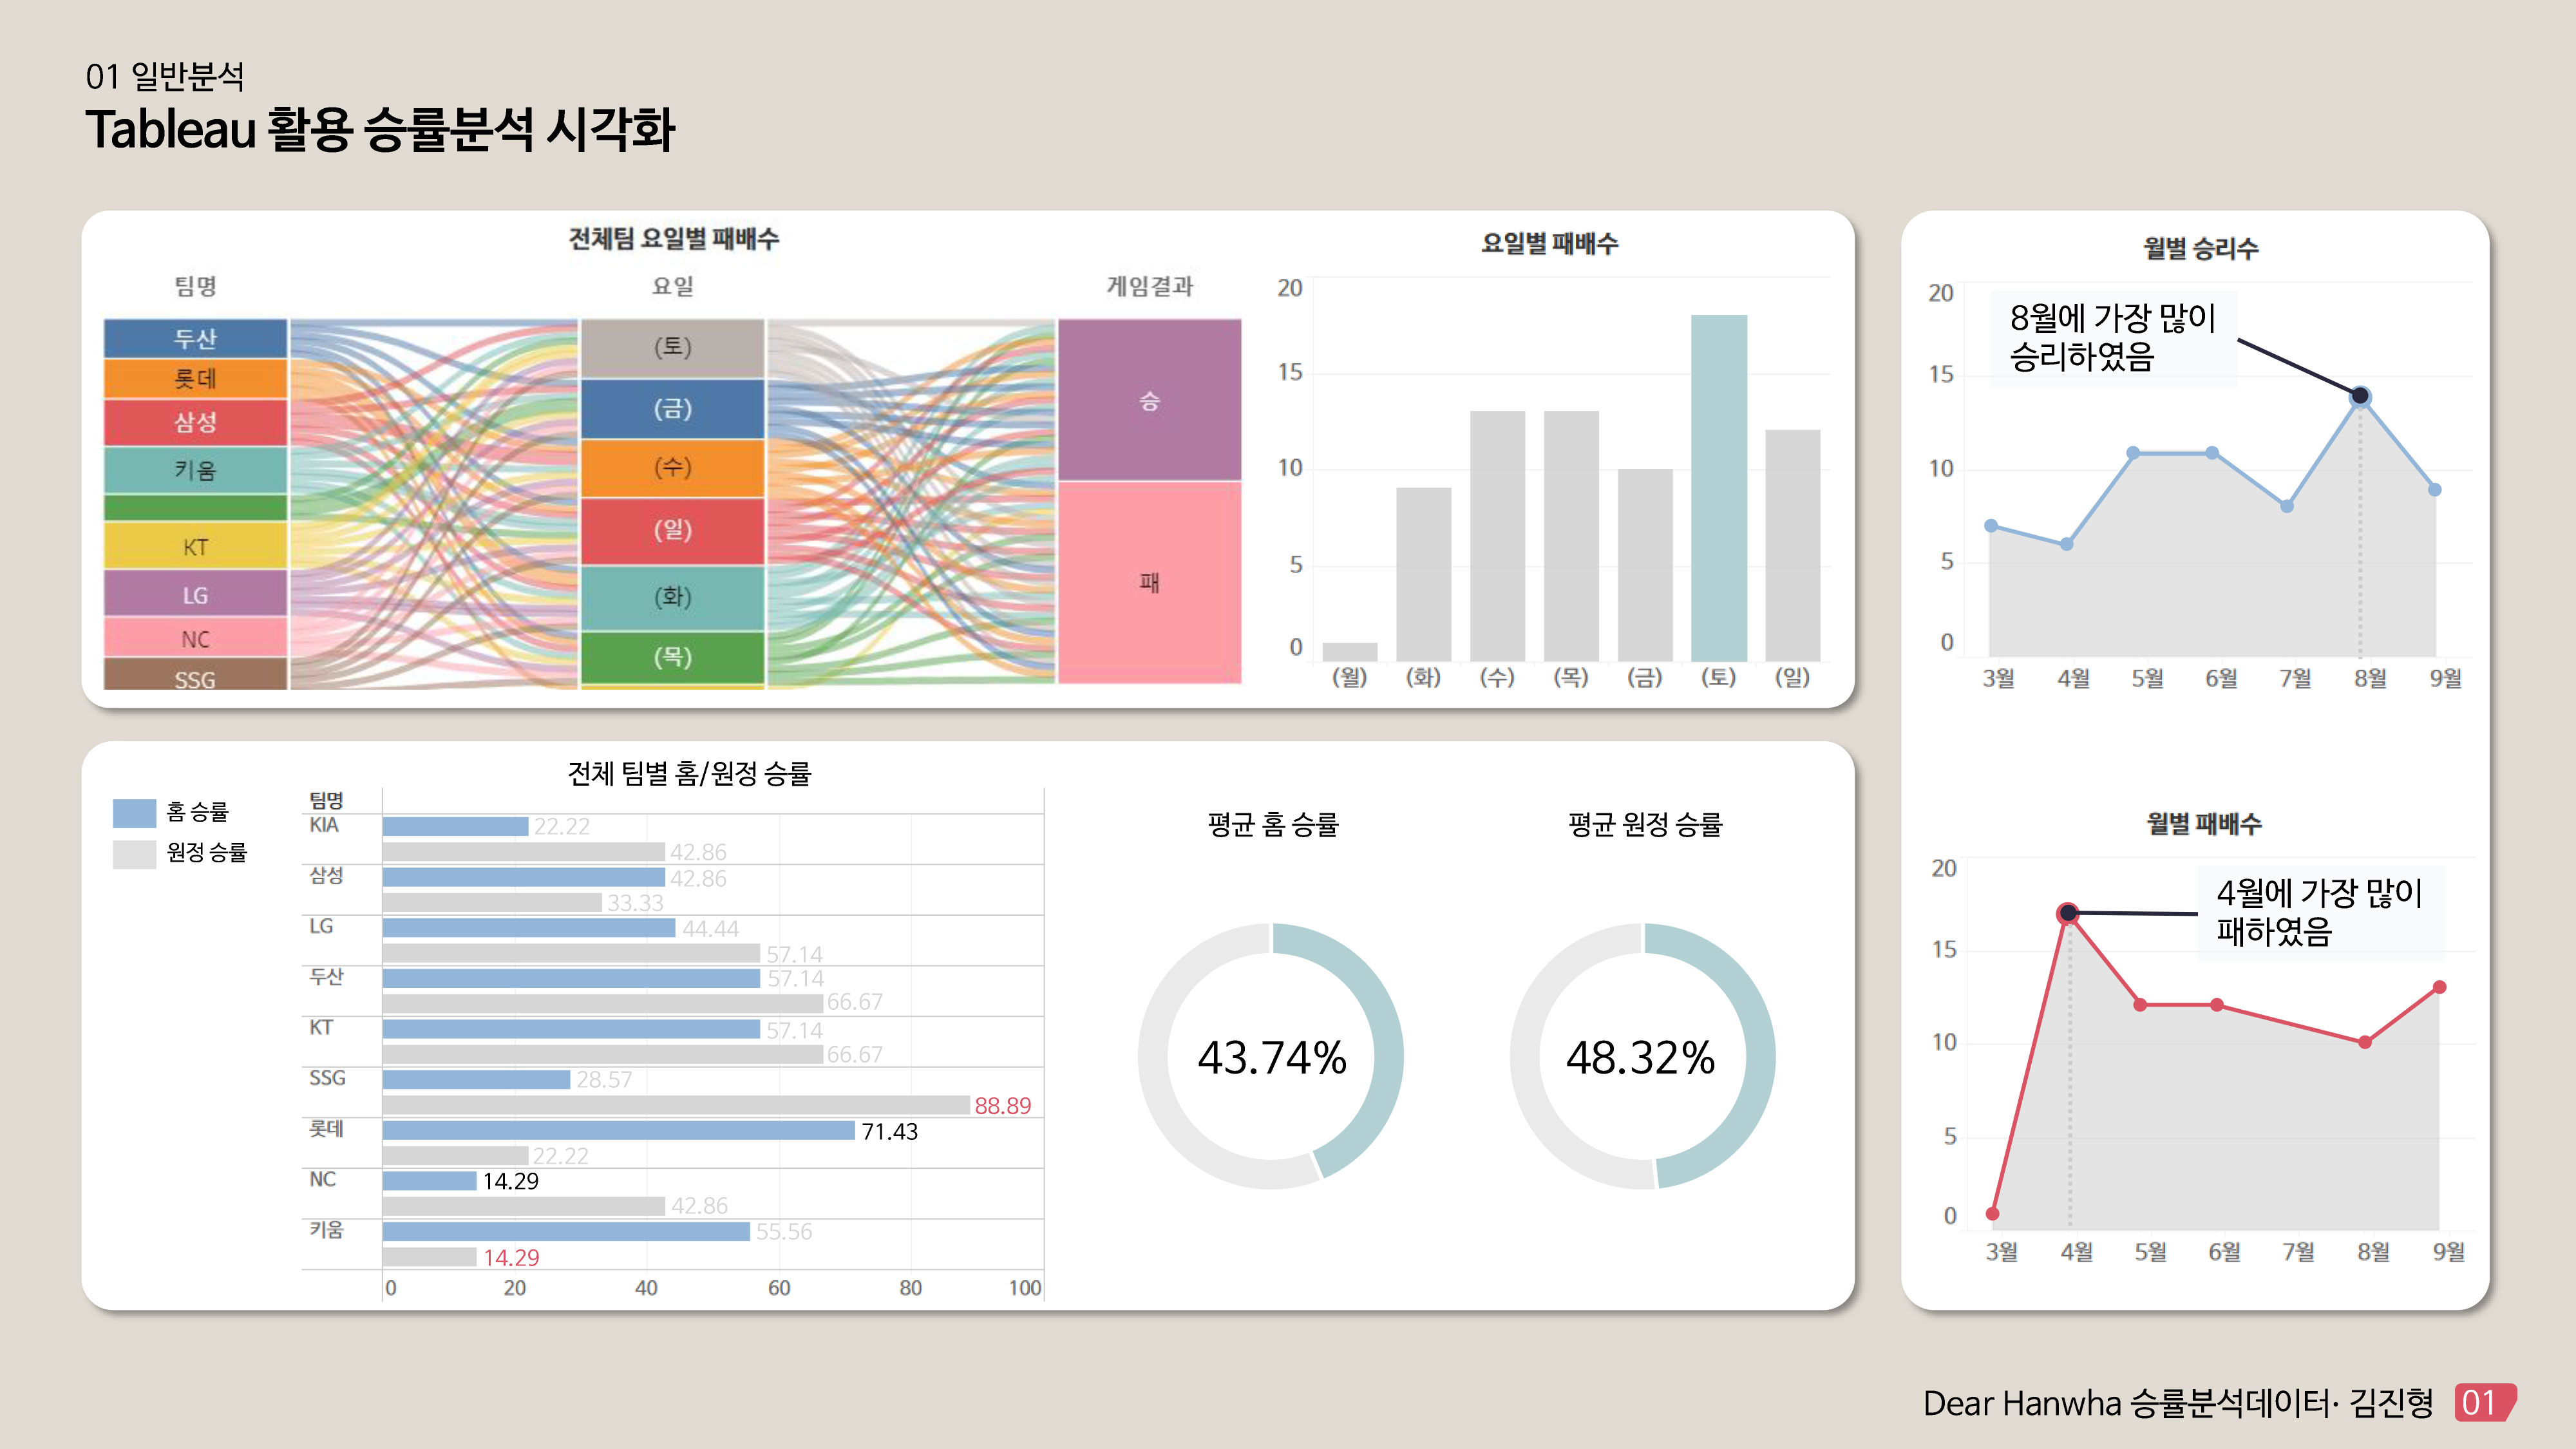 01 일반분석
Tableau 활용 승률분석 시각화
전체팀 요일별 패배수
팀명
요일
게임결과
두산
롯데
삼성
키움
KT
LG
NC
SSG
(토)
(금)
(수)
(일)
(화)
(목)
승
패
요일별 패배수
20
15
10
5
0
(월) (화) (수) (목) (금) (토) (일)
월별 승리수
20
15
10
5
0
8월에 가장 많이
승리하였음
3월 4월 5월 6월 7월 8월 9월
전체 팀별 홈/원정 승률
홈 승률
원정 승률
팀명
KIA 22.22
42.86
삼성 42.86
33.33
LG 44.44
57.14
두산 57.14
66.67
KT 57.14
66.67
SSG 28.57
88.89
롯데 71.43
22.22
NC 14.29
42.86
키움 55.56
14.29
0 20 40 60 80 100
평균 홈 승률
43.74%
평균 원정 승률
48.32%
월별 패배수
20
15
10
5
0
4월에 가장 많이
패하였음
3월 4월 5월 6월 7월 8월 9월
Dear Hanwha 승률분석데이터· 김진형 01